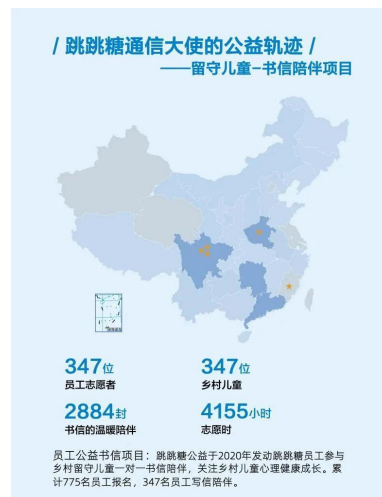 / 跳跳糖通信大使的公益轨迹 /
——留守儿童-书信陪伴项目
347位
员工志愿者
347位
乡村儿童
2884封
书信的温暖陪伴
4155小时
志愿时
员工公益书信项目：跳跳糖公益于2020年发动跳跳糖员工参与
乡村留守儿童一对一书信陪伴，关注乡村儿童心理健康成长。累
计775名员工报名，347名员工写信陪伴。